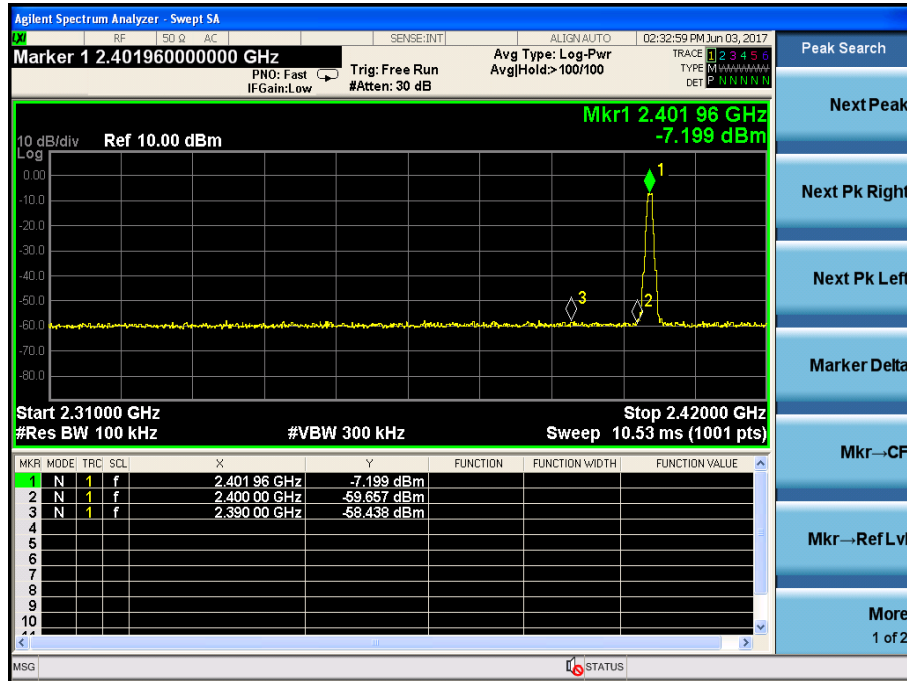 Agilent Spectrum Analyzer - Swept SA
LXI RF 50 Ω AC SENSE:INT ALIGN AUTO 02:32:59 PM Jun 03, 2017
Marker 1 2.401960000000 GHz
PNO: Fast
IFGain:Low
Trig: Free Run
#Atten: 30 dB
Avg Type: Log-Pwr
Avg|Hold:>100/100
TRACE 1 2 3 4 5 6
TYPE M
DET P N N N N N
Mkr1 2.401 96 GHz
-7.199 dBm
10 dB/div Ref 10.00 dBm
Log
0.00
-10.0
-20.0
-30.0
-40.0
-50.0
-60.0
-70.0
-80.0
1
3
2
Start 2.31000 GHz Stop 2.42000 GHz
#Res BW 100 kHz #VBW 300 kHz Sweep 10.53 ms (1001 pts)
MKR MODE TRC SCL X Y FUNCTION FUNCTION WIDTH FUNCTION VALUE
1 N 1 f 2.401 96 GHz -7.199 dBm
2 N 1 f 2.400 00 GHz -59.657 dBm
3 N 1 f 2.390 00 GHz -58.438 dBm
4
5
6
7
8
9
10
11
MSG STATUS
Peak Search
Next Peak
Next Pk Right
Next Pk Left
Marker Delta
Mkr→CF
Mkr→Ref Lvl
More
1 of 2